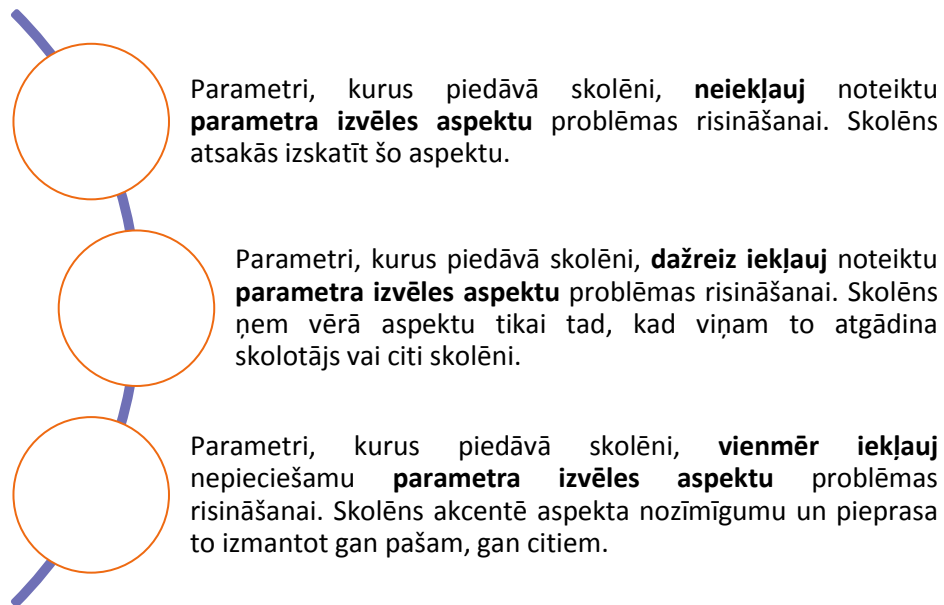 Parametri, kurus piedāvā skolēni, neiekļauj noteiktu
parametra izvēles aspektu problēmas risināšanai. Skolēns
atsakās izskatīt šo aspektu.
Parametri, kurus piedāvā skolēni, dažreiz iekļauj noteiktu
parametra izvēles aspektu problēmas risināšanai. Skolēns
ņem vērā aspektu tikai tad, kad viņam to atgādina
skolotājs vai citi skolēni.
Parametri, kurus piedāvā skolēni, vienmēr iekļauj
nepieciešamu parametra izvēles aspektu problēmas
risināšanai. Skolēns akcentē aspekta nozīmīgumu un pieprasa
to izmantot gan pašam, gan citiem.